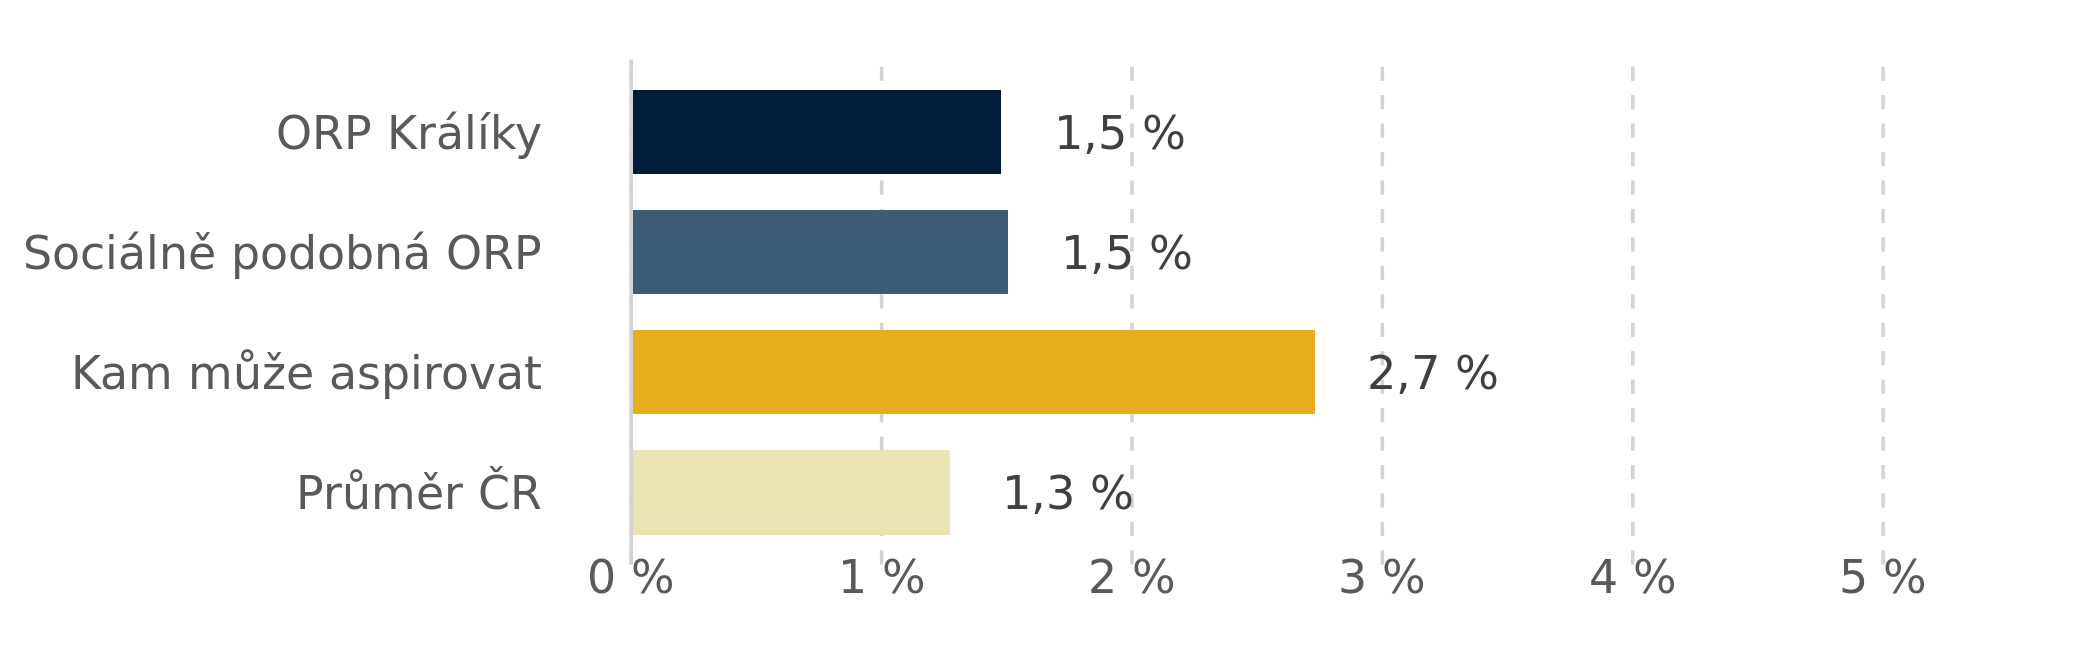 ORP Králíky 1,5 %
Sociálně podobná ORP 1,5 %
Kam může aspirovat 2,7 %
Průměr ČR 1,3 %
0 % 1 % 2 % 3 % 4 % 5 %